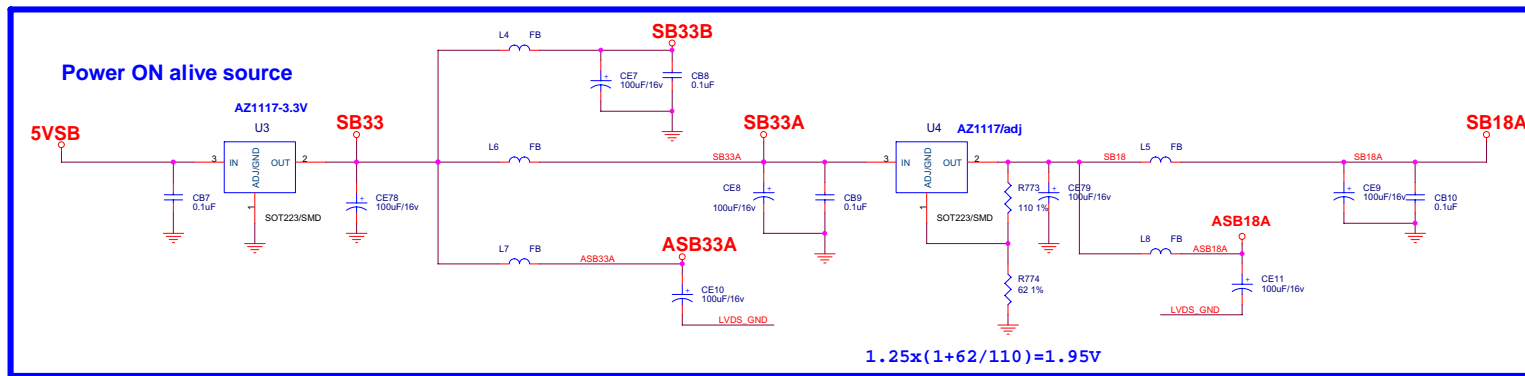 L4 FB
SB33B
Power ON alive source
CE7
100uF/16v
CB8
0.1uF
AZ1117-3.3V
5VSB
U3
SB33
SB33A
U4
AZ1117/adj
SB18A
3 IN OUT 2
ADJ/GND
1
L6 FB
SB33A
3 IN OUT 2
ADJ/GND
1
SB18
L5 FB
SB18A
CB7
0.1uF
SOT223/SMD
CE78
100uF/16v
CE8
100uF/16v
CB9
0.1uF
SOT223/SMD
R773
110 1%
CE79
100uF/16v
CE9
100uF/16v
CB10
0.1uF
L7 FB
ASB33A
ASB33A
L8 FB
ASB18A
ASB18A
CE10
100uF/16v
LVDS_GND
R774
62 1%
CE11
100uF/16v
LVDS_GND
1.25x(1+62/110)=1.95V